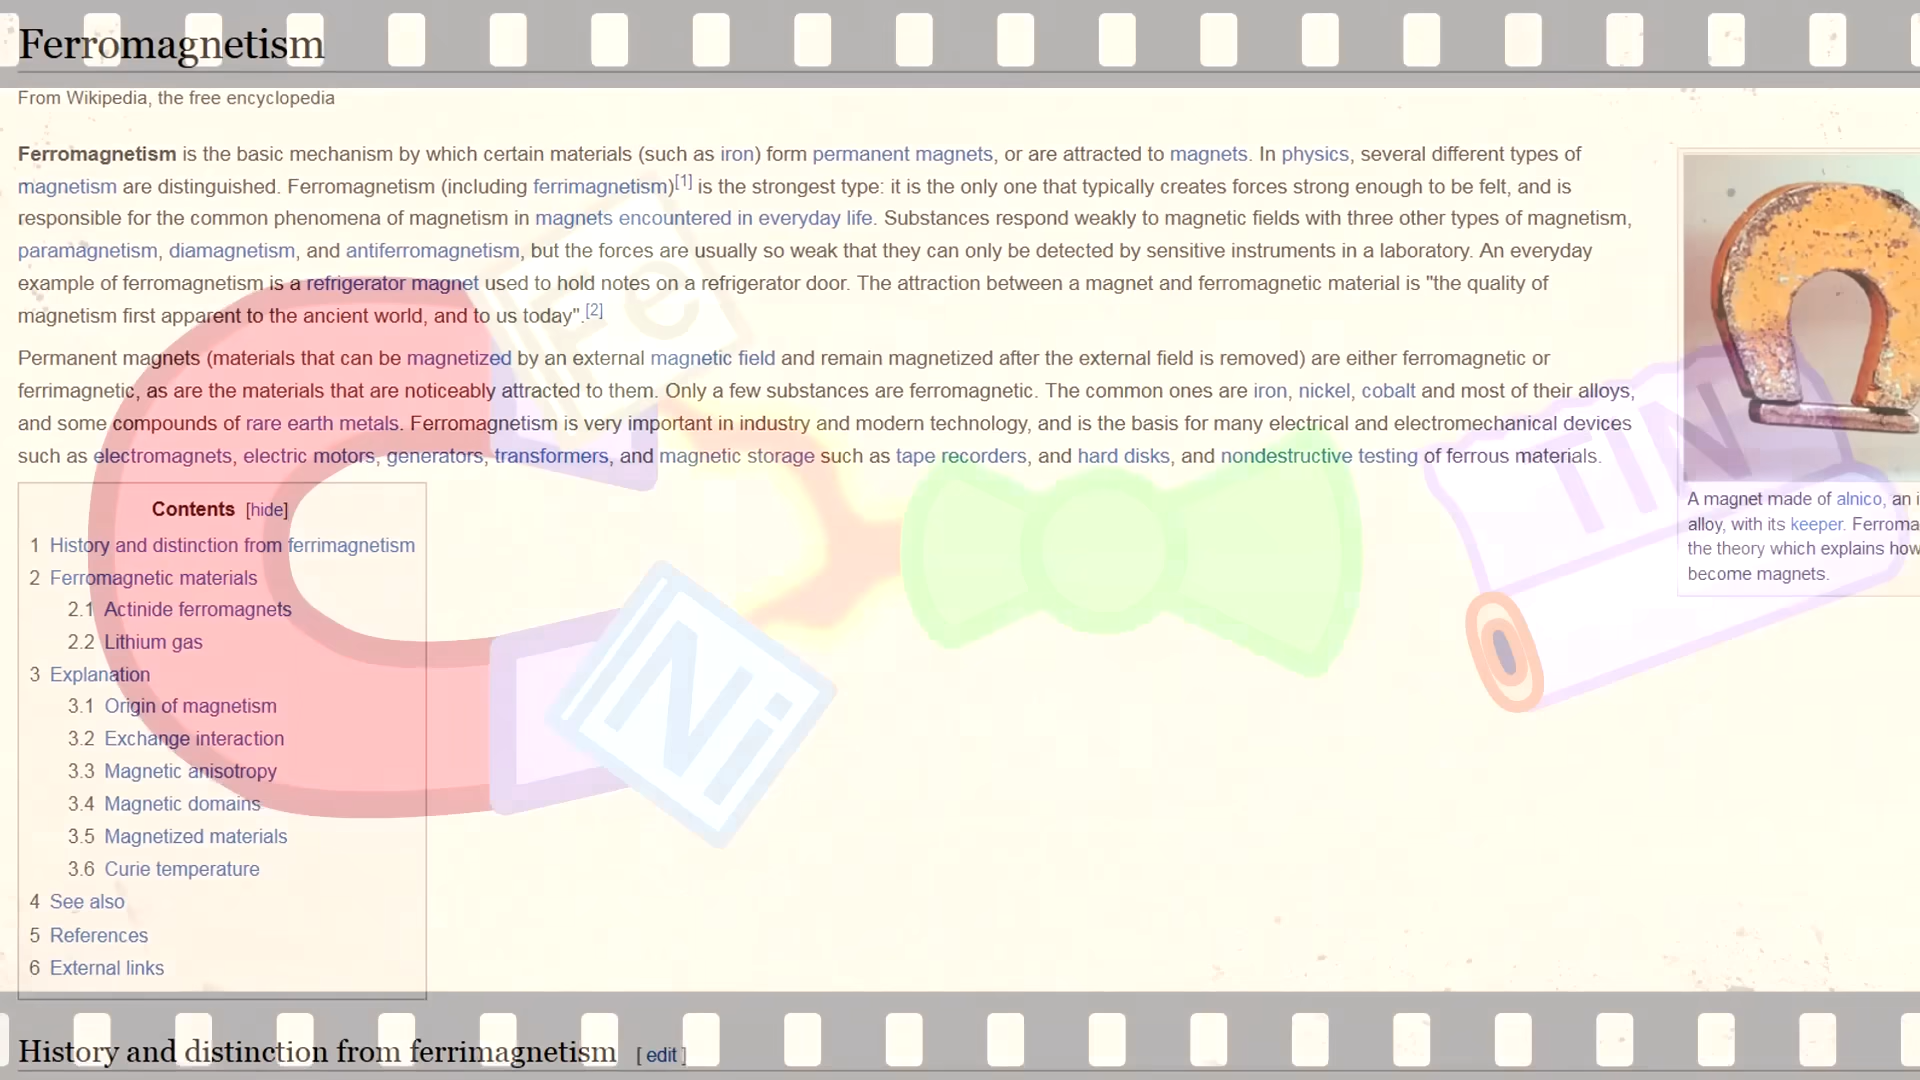 Ferromagnetism
From Wikipedia, the free encyclopedia
Ferromagnetism is the basic mechanism by which certain materials (such as iron) form permanent magnets, or are attracted to magnets. In physics, several different types of
magnetism are distinguished. Ferromagnetism (including ferrimagnetism)[1] is the strongest type: it is the only one that typically creates forces strong enough to be felt, and is
responsible for the common phenomena of magnetism in magnets encountered in everyday life. Substances respond weakly to magnetic fields with three other types of magnetism,
paramagnetism, diamagnetism, and antiferromagnetism, but the forces are usually so weak that they can only be detected by sensitive instruments in a laboratory. An everyday
example of ferromagnetism is a refrigerator magnet used to hold notes on a refrigerator door. The attraction between a magnet and ferromagnetic material is "the quality of
magnetism first apparent to the ancient world, and to us today".[2]
Permanent magnets (materials that can be magnetized by an external magnetic field and remain magnetized after the external field is removed) are either ferromagnetic or
ferrimagnetic, as are the materials that are noticeably attracted to them. Only a few substances are ferromagnetic. The common ones are iron, nickel, cobalt and most of their alloys,
and some compounds of rare earth metals. Ferromagnetism is very important in industry and modern technology, and is the basis for many electrical and electromechanical devices
such as electromagnets, electric motors, generators, transformers, and magnetic storage such as tape recorders, and hard disks, and nondestructive testing of ferrous materials.
A magnet made of alnico, an i
alloy, with its keeper. Ferroma
the theory which explains how
become magnets.
Fe
Ni
TIN
Contents [hide]
1 History and distinction from ferrimagnetism
2 Ferromagnetic materials
2.1 Actinide ferromagnets
2.2 Lithium gas
3 Explanation
3.1 Origin of magnetism
3.2 Exchange interaction
3.3 Magnetic anisotropy
3.4 Magnetic domains
3.5 Magnetized materials
3.6 Curie temperature
4 See also
5 References
6 External links
History and distinction from ferrimagnetism [ edit ]